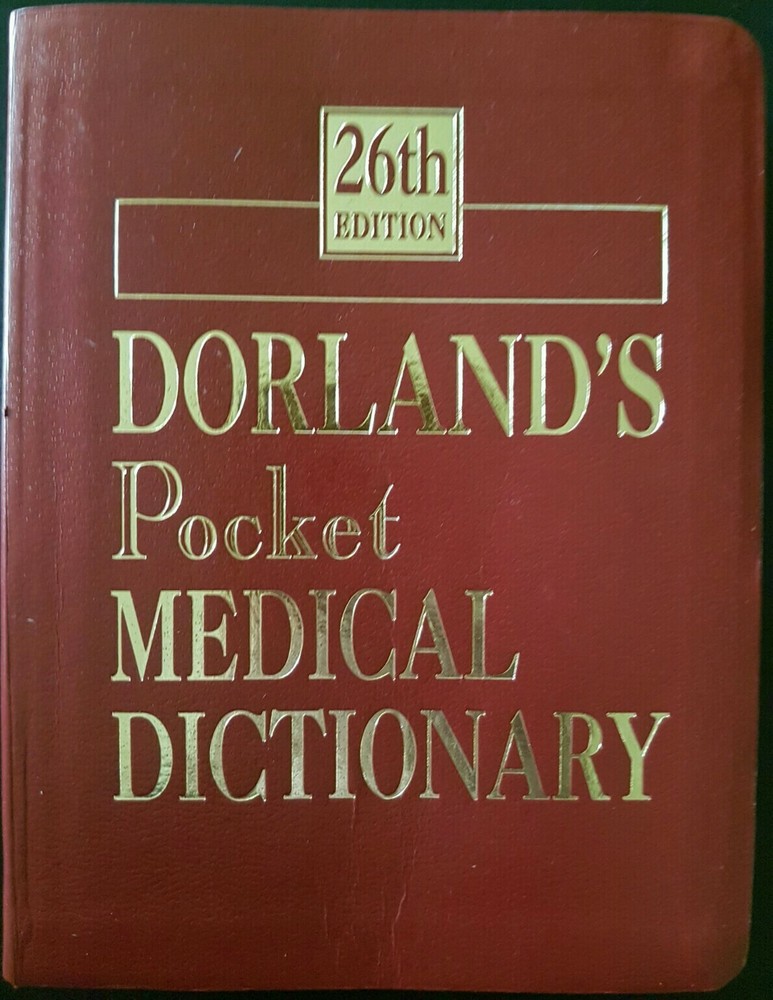 26th
EDITION
DORLAND'S
Pocket
MEDICAL
DICTIONARY